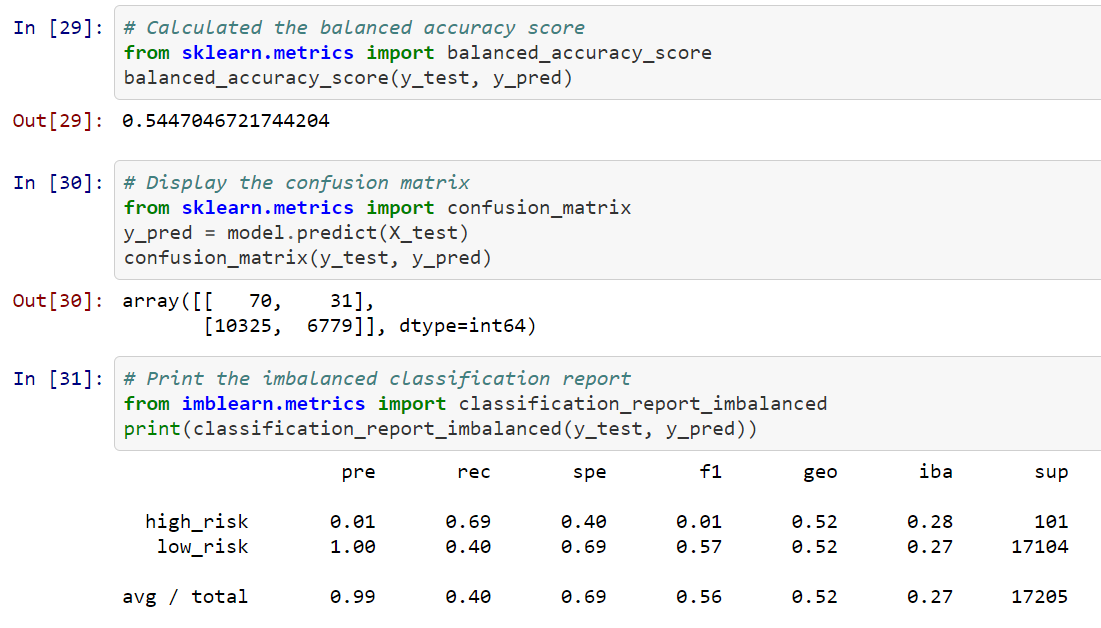 In [29]: # Calculated the balanced accuracy score
from sklearn.metrics import balanced_accuracy_score
balanced_accuracy_score(y_test, y_pred)
Out[29]: 0.5447046721744204
In [30]: # Display the confusion matrix
from sklearn.metrics import confusion_matrix
y_pred = model.predict(X_test)
confusion_matrix(y_test, y_pred)
Out[30]: array([[   70,    31],
       [10325,  6779]], dtype=int64)
In [31]: # Print the imbalanced classification report
from imblearn.metrics import classification_report_imbalanced
print(classification_report_imbalanced(y_test, y_pred))
pre rec spe f1 geo iba sup
high_risk 0.01 0.69 0.40 0.01 0.52 0.28 101
low_risk 1.00 0.40 0.69 0.57 0.52 0.27 17104
avg / total 0.99 0.40 0.69 0.56 0.52 0.27 17205